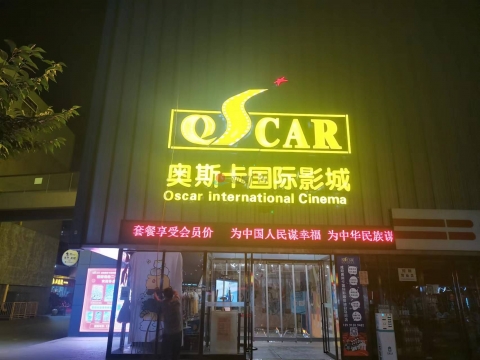 OSCAR
奥斯卡国际影城
Oscar International Cinema
套餐享受会员价 为中国人民谋幸福 为中华民族谋